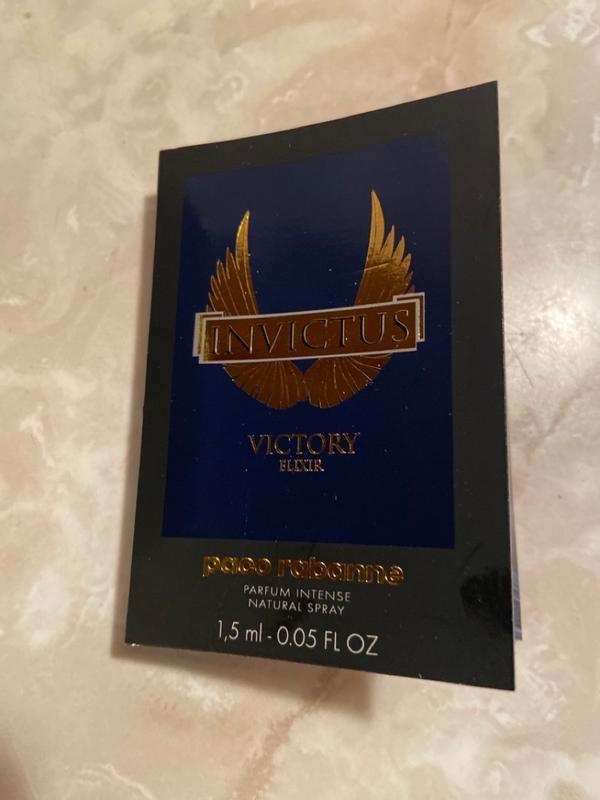 INVICTUS
VICTORY
ELIXIR
paco rabanne
PARFUM INTENSE
NATURAL SPRAY
1,5 ml - 0.05 FL OZ